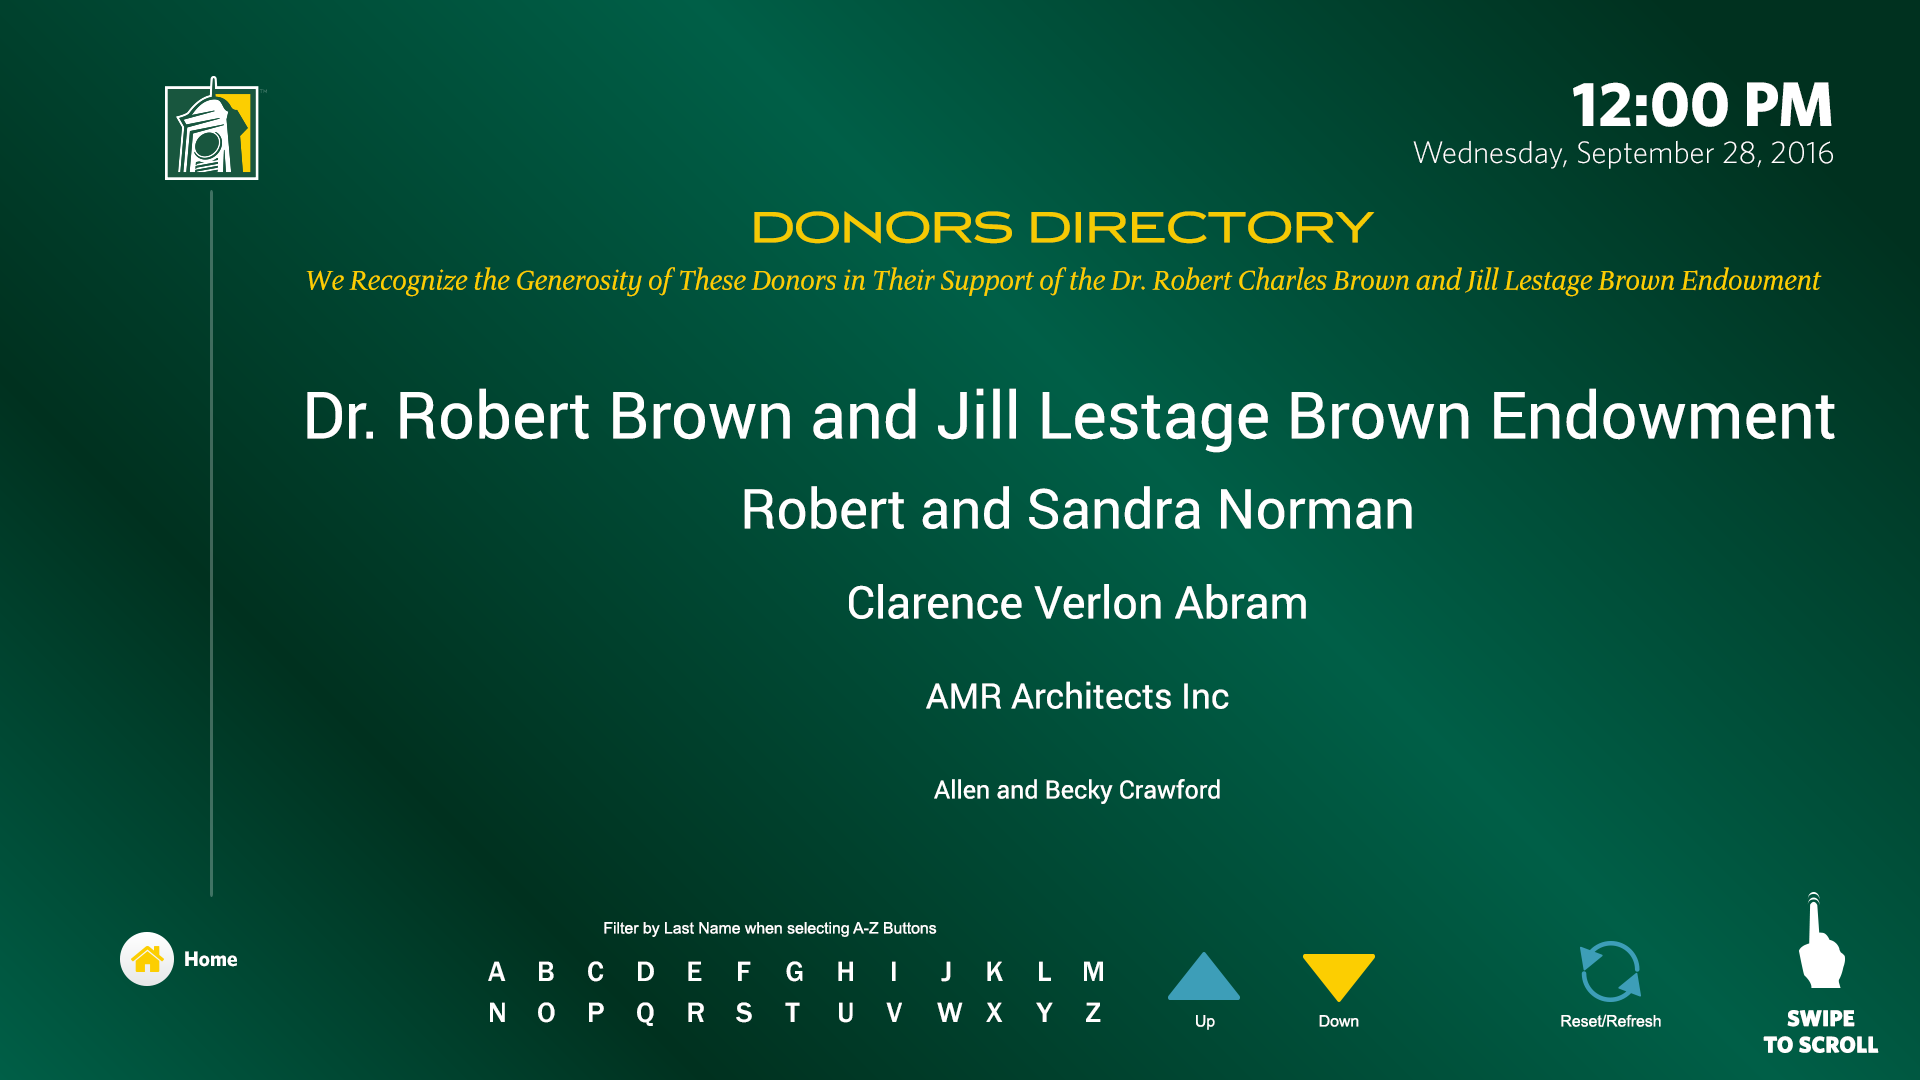 12:00 PM
Wednesday, September 28, 2016
DONORS DIRECTORY
We Recognize the Generosity of These Donors in Their Support of the Dr. Robert Charles Brown and Jill Lestage Brown Endowment
Dr. Robert Brown and Jill Lestage Brown Endowment
Robert and Sandra Norman
Clarence Verlon Abram
AMR Architects Inc
Allen and Becky Crawford
Home
Filter by Last Name when selecting A-Z Buttons
A B C D E F G H I J K L M
N O P Q R S T U V W X Y Z
Up
Down
Reset/Refresh
SWIPE
TO SCROLL